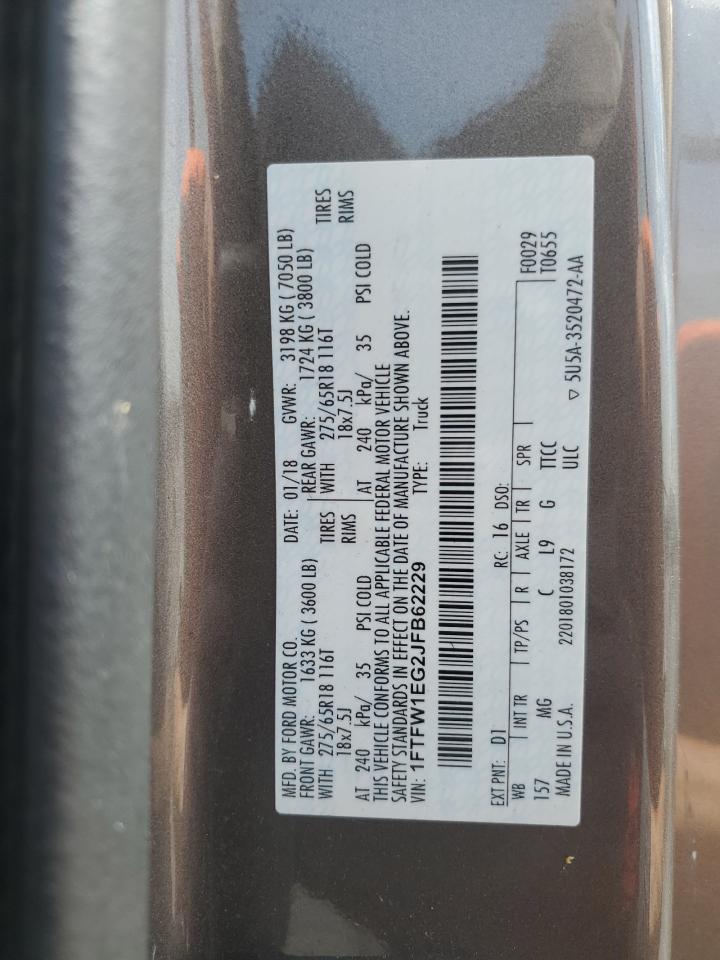 MFD. BY FORD MOTOR CO. DATE: 01/18 GVWR: 3198 KG ( 7050 LB)
FRONT GAWR: 1633 KG ( 3600 LB) REAR GAWR: 1724 KG ( 3800 LB)
WITH 275/65R18 116T TIRES WITH 275/65R18 116T TIRES
18x7.5J RIMS 18x7.5J RIMS
AT 240 kPa/ 35 PSI COLD AT 240 kPa/ 35 PSI COLD
THIS VEHICLE CONFORMS TO ALL APPLICABLE FEDERAL MOTOR VEHICLE
SAFETY STANDARDS IN EFFECT ON THE DATE OF MANUFACTURE SHOWN ABOVE.
VIN: 1FTFW1EG2JFB62229 TYPE: Truck
EXT PNT: D1 RC: 16 DSO:
WB INT TR TP/PS R AXLE TR SPR F0029
157 MG C L9 G TTCC T0655
MADE IN U.S.A. 2201801038172 ULC ▽ 5U5A-3520472-AA